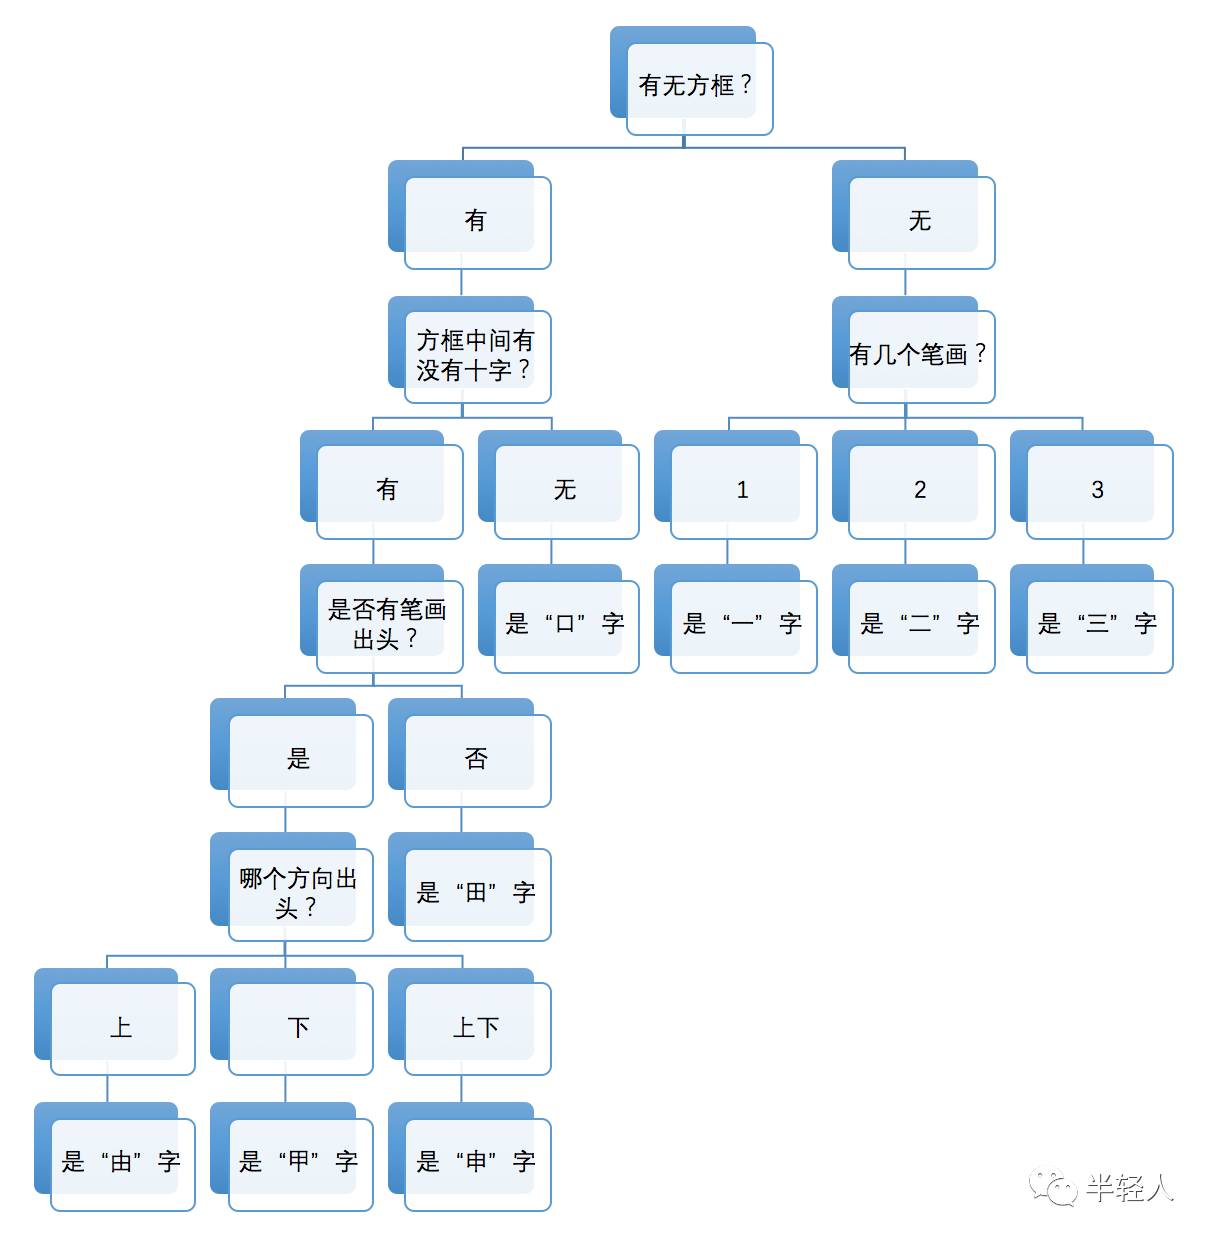 有无方框？
有
无
方框中间有
没有十字？
有几个笔画？
有
无
1
2
3
是否有笔画
出头？
是 “口” 字
是 “一” 字
是 “二” 字
是 “三” 字
是
否
哪个方向出
头？
是 “田” 字
上
下
上下
是 “由” 字
是 “甲” 字
是 “申” 字
半轻人